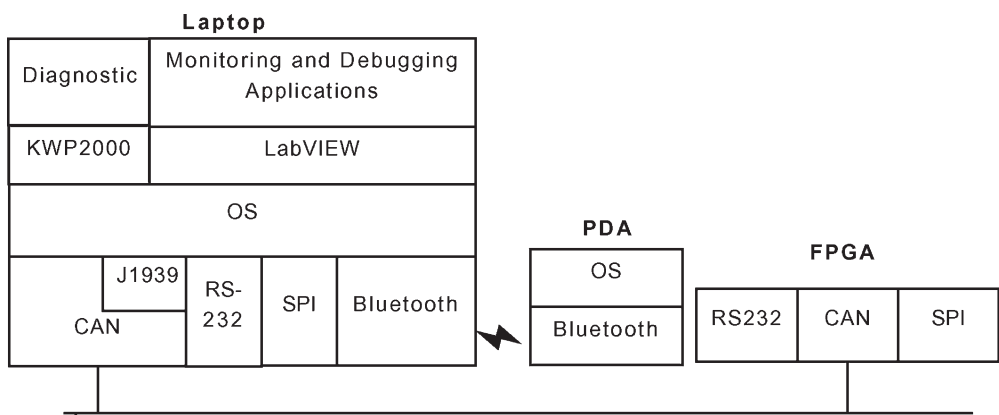 Laptop
Diagnostic
Monitoring and Debugging
Applications
KWP2000
LabVIEW
OS
J1939
CAN
RS-
232
SPI
Bluetooth
PDA
OS
Bluetooth
FPGA
RS232
CAN
SPI